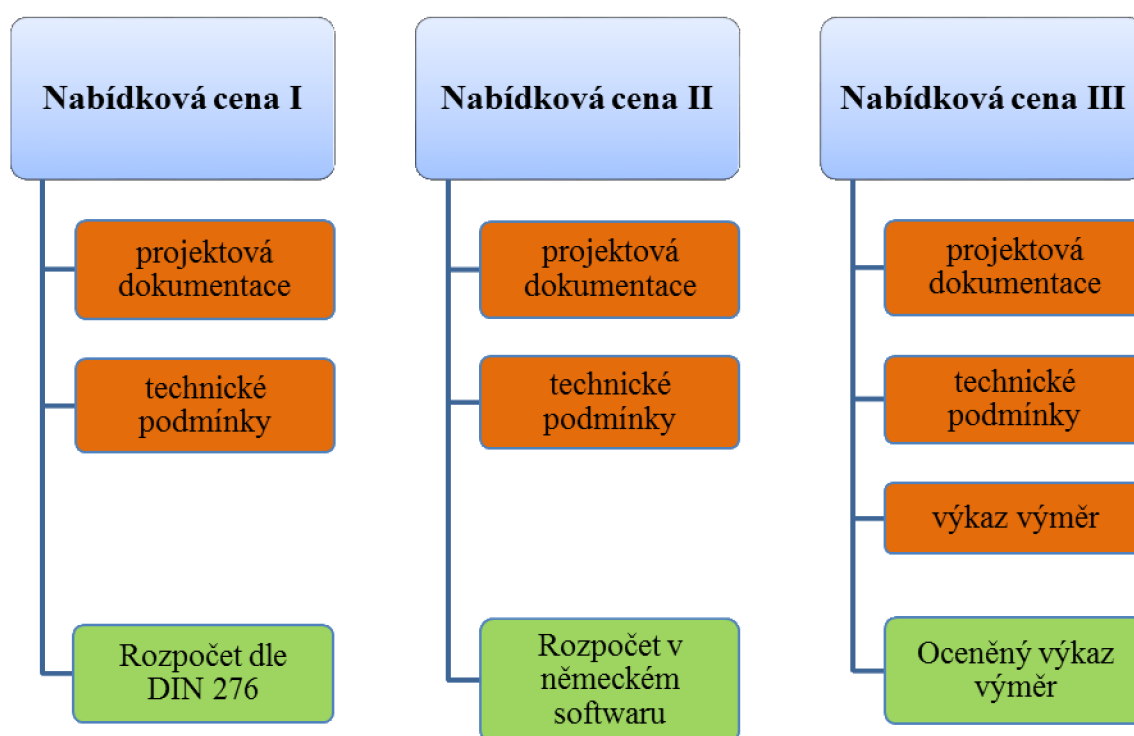 Nabídková cena I
projektová
dokumentace
technické
podmínky
Rozpočet dle
DIN 276
Nabídková cena II
projektová
dokumentace
technické
podmínky
Rozpočet v
německém
softwaru
Nabídková cena III
projektová
dokumentace
technické
podmínky
výkaz výměr
Oceněný výkaz
výměr